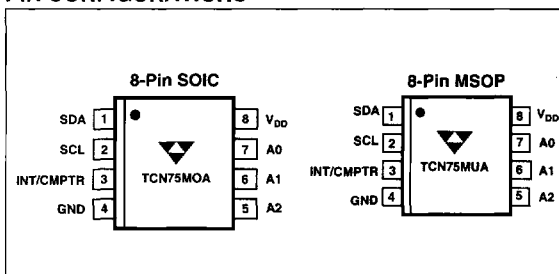 PIN CONFIGURATIONS
8-Pin SOIC
SDA 1
SCL 2
INT/CMPTR 3
GND 4
TCN75MOA
8 VDD
7 A0
6 A1
5 A2
8-Pin MSOP
SDA 1
SCL 2
INT/CMPTR 3
GND 4
TCN75MUA
8 VDD
7 A0
6 A1
5 A2